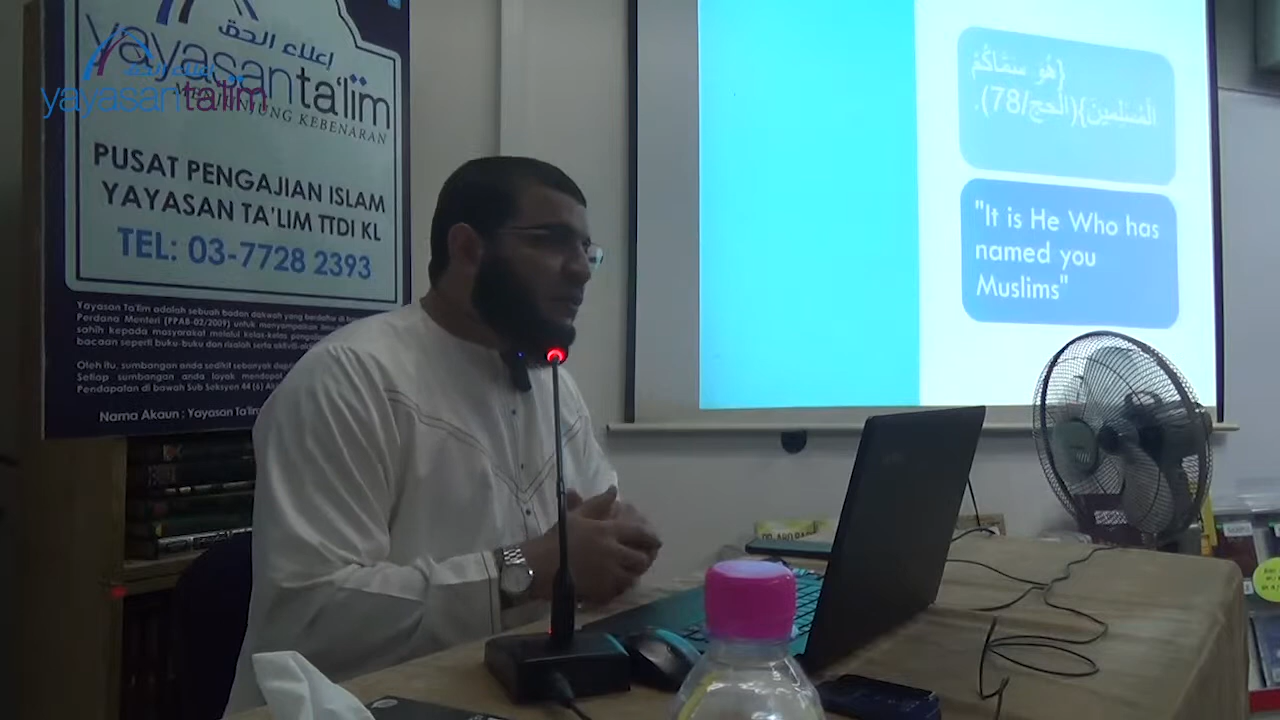 إعلاء الحق
yayasanta'lim
MENJUNJUNG KEBENARAN
yayasanta'lim
PUSAT PENGAJIAN ISLAM
YAYASAN TA'LIM TTDI KL
TEL: 03-7728 2393
Yayasan Ta'lim adalah sebuah badan dakwah yang berdaftar di
Perdana Menteri (PPAB-02/2009) untuk menyampaikan
sahih kepada masyarakat melalui kelas-kelas
bacaan seperti buku-buku dan risalah serta
Oleh itu, sumbangan anda sedikit sebanyak
Setiap sumbangan anda layak mendapat
Pendapatan di bawah Sub Seksyen 44 (6)
Nama Akaun : Yayasan Ta'lim
{هُوَ سَمَّاكُمُ
الْمُسْلِمِينَ}(الحج/78).
"It is He Who has
named you
Muslims"